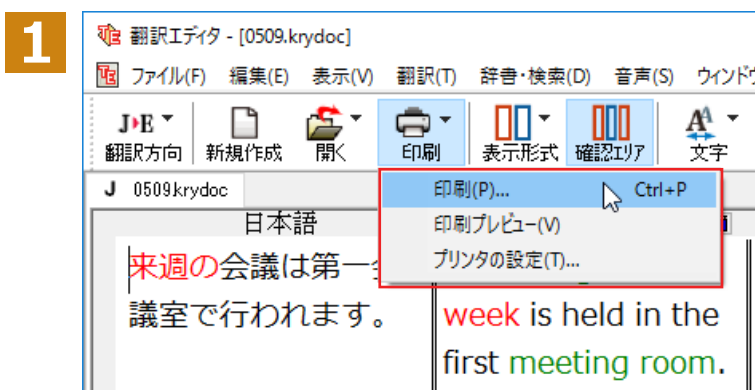 1
翻訳エディタ - [0509.krydoc]
ファイル(F) 編集(E) 表示(V) 翻訳(T) 辞書・検索(D) 音声(S) ウィンドウ
J▸E
翻訳方向 新規作成 開く 印刷 表示形式 確認エリア 文字
J 0509.krydoc
印刷(P)... Ctrl+P
印刷プレビュー(V)
プリンタの設定(T)...
日本語
来週の会議は第一会
議室で行われます。
week is held in the
first meeting room.